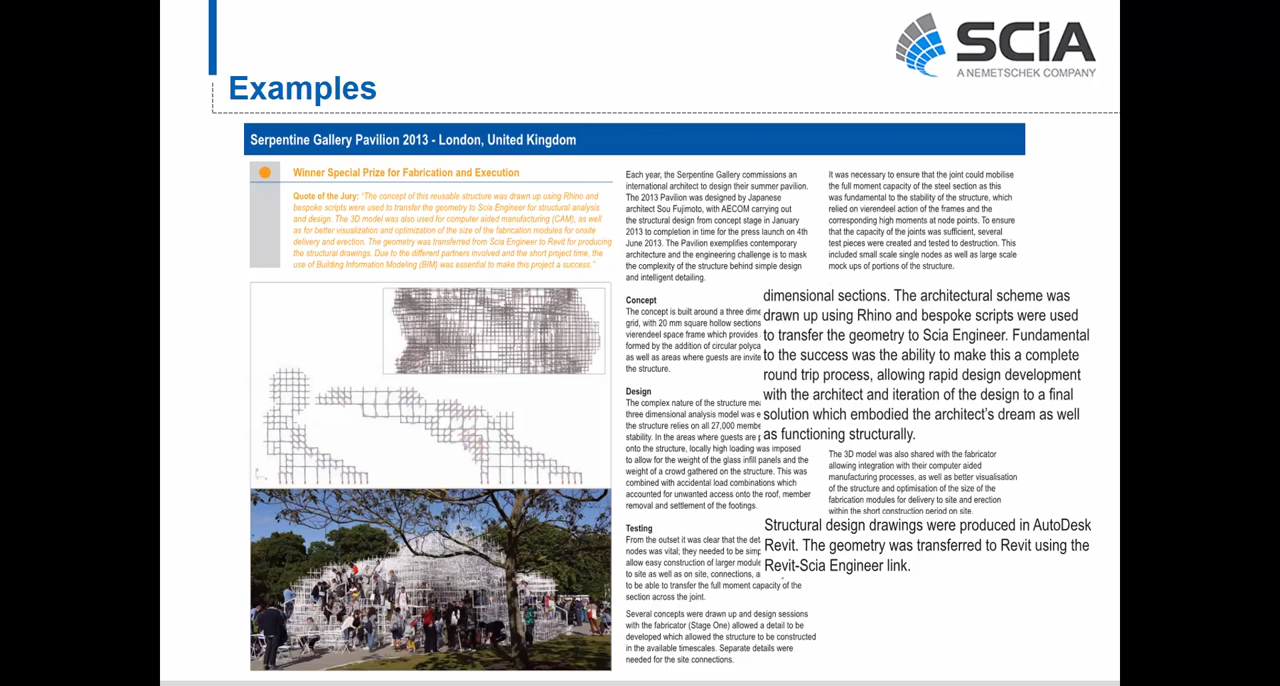 SCiA
A NEMETSCHEK COMPANY
Examples
Serpentine Gallery Pavilion 2013 - London, United Kingdom
Winner Special Prize for Fabrication and Execution
Quote of the Jury: “The concept of this reusable structure was drawn up using Rhino and
bespoke scripts were used to transfer the geometry to Scia Engineer for structural analysis
and design. The 3D model was also used for computer aided manufacturing (CAM), as well
as for better visualization and optimization of the size of the fabrication modules for onsite
delivery and erection. The geometry was transferred from Scia Engineer to Revit for producing
the structural drawings. Due to the different partners involved and the short project time, the
use of Building Information Modeling (BIM) was essential to make this project a success.”
Each year, the Serpentine Gallery commissions an
international architect to design their summer pavilion.
The 2013 Pavilion was designed by Japanese
architect Sou Fujimoto, with AECOM carrying out
the structural design from concept stage in January
2013 to completion in time for the press launch on 4th
June 2013. The Pavilion exemplifies contemporary
architecture and the engineering challenge is to mask
the complexity of the structure behind simple design
and intelligent detailing.
Concept
The concept is built around a three dime
grid, with 20 mm square hollow sections
vierendeel space frame which provides
formed by the addition of circular polyca
as well as areas where guests are invite
the structure.
Design
The complex nature of the structure mea
three dimensional analysis model was e
the structure relies on all 27,000 membe
stability. In the areas where guests are p
onto the structure, locally high loading was imposed
to allow for the weight of the glass infill panels and the
weight of a crowd gathered on the structure. This was
combined with accidental load combinations which
accounted for unwanted access onto the roof, member
removal and settlement of the footings.
Testing
From the outset it was clear that the det
nodes was vital; they needed to be simp
allow easy construction of larger module
to site as well as on site, connections, a
to be able to transfer the full moment capacity of the
section across the joint.
Several concepts were drawn up and design sessions
with the fabricator (Stage One) allowed a detail to be
developed which allowed the structure to be constructed
in the available timescales. Separate details were
needed for the site connections.
It was necessary to ensure that the joint could mobilise
the full moment capacity of the steel section as this
was fundamental to the stability of the structure, which
relied on vierendeel action of the frames and the
corresponding high moments at node points. To ensure
that the capacity of the joints was sufficient, several
test pieces were created and tested to destruction. This
included small scale single nodes as well as large scale
mock ups of portions of the structure.
dimensional sections. The architectural scheme was
drawn up using Rhino and bespoke scripts were used
to transfer the geometry to Scia Engineer. Fundamental
to the success was the ability to make this a complete
round trip process, allowing rapid design development
with the architect and iteration of the design to a final
solution which embodied the architect's dream as well
as functioning structurally.
The 3D model was also shared with the fabricator
allowing integration with their computer aided
manufacturing processes, as well as better visualisation
of the structure and optimisation of the size of the
fabrication modules for delivery to site and erection
within the short construction period on site.
Structural design drawings were produced in AutoDesk
Revit. The geometry was transferred to Revit using the
Revit-Scia Engineer link.